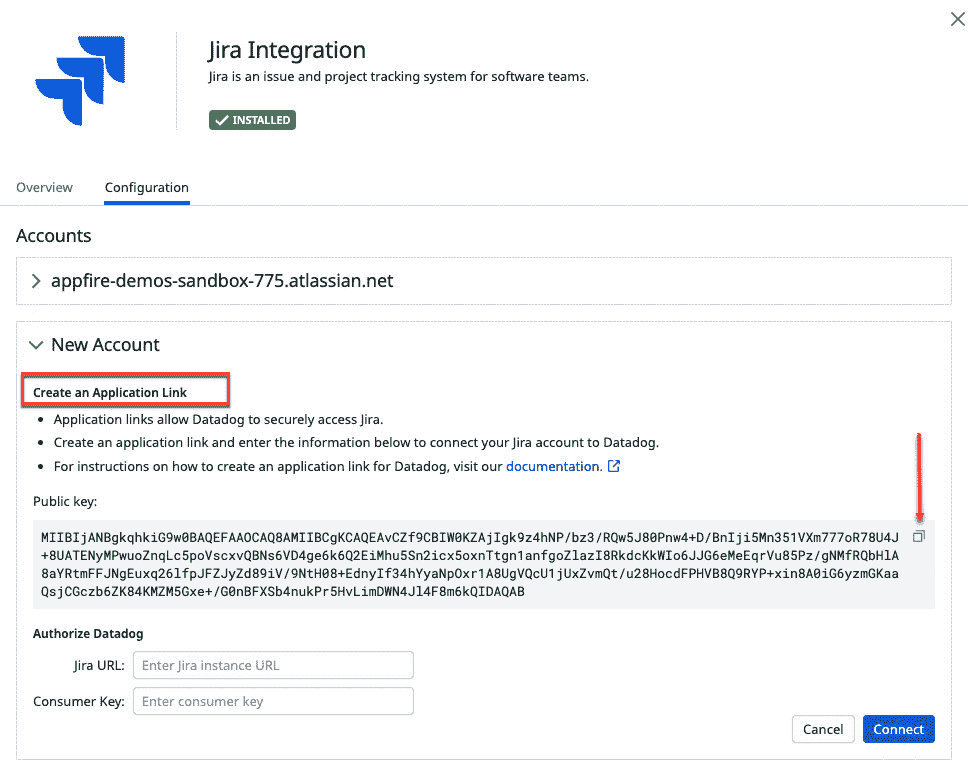 Jira Integration
Jira is an issue and project tracking system for software teams.
INSTALLED
Overview Configuration
Accounts
appfire-demos-sandbox-775.atlassian.net
New Account
Create an Application Link
• Application links allow Datadog to securely access Jira.
• Create an application link and enter the information below to connect your Jira account to Datadog.
• For instructions on how to create an application link for Datadog, visit our documentation.
Public key:
MIIBIjANBgkqhkiG9w0BAQEFAAOCAQ8AMIIBCgKCAQEAvCZf9CBIW0KZAjIgk9z4hNP/bz3/RQw5J80Pnw4+D/BnIji5Mn351VXm777oR78U4J
+8UATENyMPwuoZnqLc5poVscxvQBNs6VD4ge6k6Q2EiMhu5Sn2icx5oxnTtgn1anfgoZlazI8RkdcKkWIo6JJG6eMeEqrVu85Pz/gNMfRQbHlA
8aYRtmFFJNgEuxq26lfpJFZJyZd89iV/9NtH08+EdnyIf34hYyaNpOxr1A8UgVQcU1jUxZvmQt/u28HocdFPHVB8Q9RYP+xin8A0iG6yzmGKaa
QsjCGczb6ZK84KMZM5Gxe+/G0nBFXSb4nukPr5HvLimDWN4Jl4F8m6kQIDAQAB
Authorize Datadog
Jira URL: Enter Jira instance URL
Consumer Key: Enter consumer key
Cancel Connect